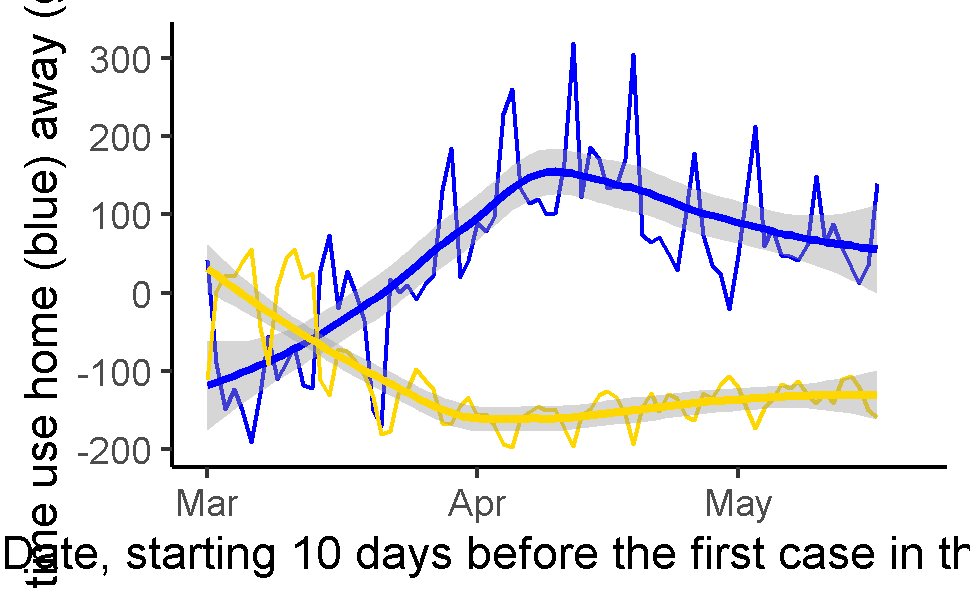 time use home (blue) away (
300
200
100
0
-100
-200
Mar Apr May
Date, starting 10 days before the first case in th